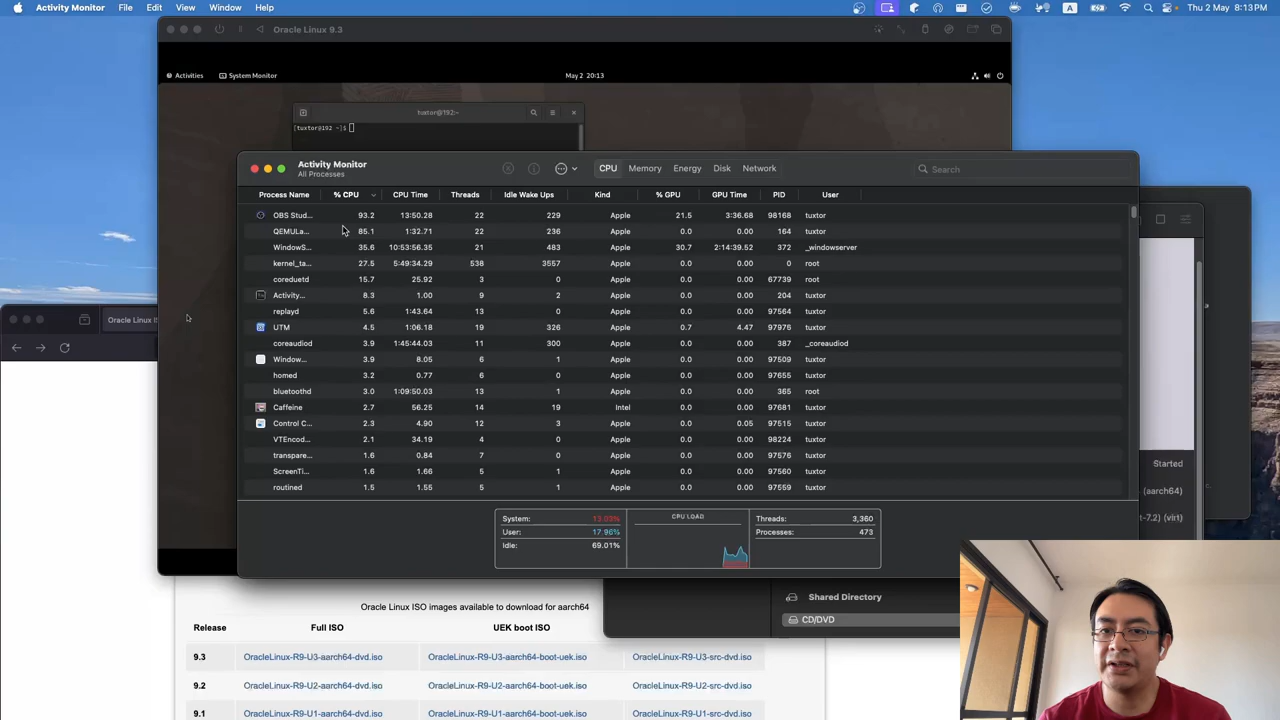 Activity Monitor File Edit View Window Help
Thu 2 May 8:13 PM
Oracle Linux 9.3
Activities System Monitor May 2 20:13
tuxtor@192:~
[tuxtor@192 ~]$
Activity Monitor
All Processes
CPU Memory Energy Disk Network Search
Process Name % CPU CPU Time Threads Idle Wake Ups Kind % GPU GPU Time PID User
OBS Stud... 93.2 13:50.28 22 229 Apple 21.5 3:36.68 98168 tuxtor
QEMULa... 85.1 1:32.71 22 236 Apple 0.0 0.00 164 tuxtor
WindowS... 35.6 10:53:56.35 21 483 Apple 30.7 2:14:39.52 372 _windowserver
kernel_ta... 27.5 5:49:34.29 538 3557 Apple 0.0 0.00 0 root
coreduetd 15.7 25.92 3 0 Apple 0.0 0.00 67739 root
Activity... 8.3 1.00 9 2 Apple 0.0 0.00 204 tuxtor
replayd 5.6 1:43.64 13 0 Apple 0.0 0.00 97564 tuxtor
UTM 4.5 1:06.18 19 326 Apple 0.7 4.47 97976 tuxtor
coreaudiod 3.9 1:45:44.03 11 300 Apple 0.0 0.00 387 _coreaudiod
Window... 3.9 8.05 6 1 Apple 0.0 0.00 97509 tuxtor
homed 3.2 0.77 6 0 Apple 0.0 0.00 97655 tuxtor
bluetoothd 3.0 1:09:50.03 13 1 Apple 0.0 0.00 365 root
Caffeine 2.7 56.25 14 19 Intel 0.0 0.00 97681 tuxtor
Control C... 2.3 4.90 12 3 Apple 0.0 0.05 97515 tuxtor
VTEncod... 2.1 34.19 4 0 Apple 0.0 0.00 98224 tuxtor
transpare... 1.6 0.84 7 0 Apple 0.0 0.00 97576 tuxtor
ScreenTi... 1.6 1.66 5 1 Apple 0.0 0.00 97560 tuxtor
routined 1.5 1.55 5 1 Apple 0.0 0.00 97559 tuxtor
System: 13.03% CPU LOAD Threads: 3,360
User: 17.96% Processes: 473
Idle: 69.01%
Oracle Linux IS
Started
(aarch64)
t-7.2) (virt)
Shared Directory
CD/DVD
Oracle Linux ISO images available to download for aarch64
Release Full ISO UEK boot ISO
9.3 OracleLinux-R9-U3-aarch64-dvd.iso OracleLinux-R9-U3-aarch64-boot-uek.iso OracleLinux-R9-U3-src-dvd.iso
9.2 OracleLinux-R9-U2-aarch64-dvd.iso OracleLinux-R9-U2-aarch64-boot-uek.iso OracleLinux-R9-U2-src-dvd.iso
9.1 OracleLinux-R9-U1-aarch64-dvd.iso OracleLinux-R9-U1-aarch64-boot-uek.iso OracleLinux-R9-U1-src-dvd.iso